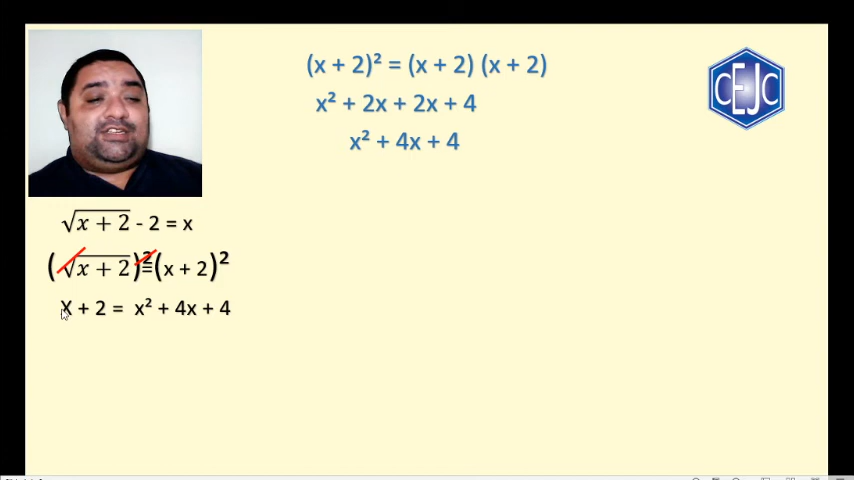 (x + 2)² = (x + 2) (x + 2)
x² + 2x + 2x + 4
x² + 4x + 4
CEJC
√x + 2 - 2 = x
(√x + 2)² = (x + 2)²
X + 2 = x² + 4x + 4